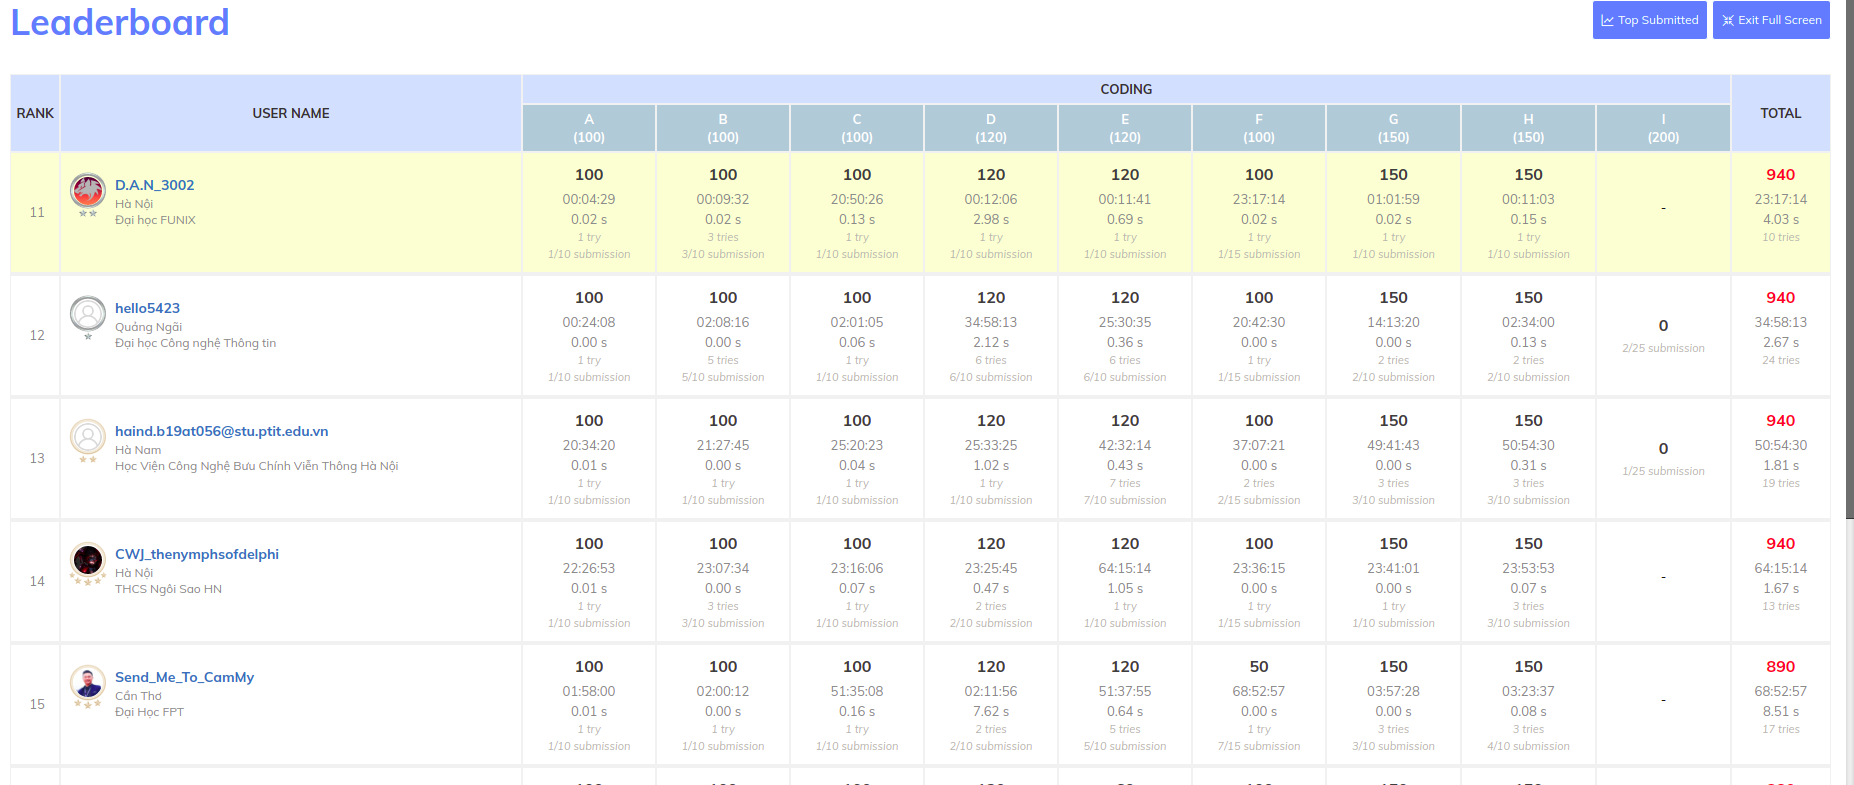 Leaderboard
Top Submitted
Exit Full Screen
RANK
USER NAME
CODING
TOTAL
A
(100)
B
(100)
C
(100)
D
(120)
E
(120)
F
(100)
G
(150)
H
(150)
I
(200)
11
D.A.N_3002
Hà Nội
Đại học FUNIX
100 100 100 120 120 100 150 150 - 940
00:04:29 00:09:32 20:50:26 00:12:06 00:11:41 23:17:14 01:01:59 00:11:03 23:17:14
0.02 s 0.02 s 0.13 s 2.98 s 0.69 s 0.02 s 0.02 s 0.15 s 4.03 s
1 try 3 tries 1 try 1 try 1 try 1 try 1 try 1 try 10 tries
1/10 submission 3/10 submission 1/10 submission 1/10 submission 1/10 submission 1/15 submission 1/10 submission 1/10 submission
12
hello5423
Quảng Ngãi
Đại học Công nghệ Thông tin
100 100 100 120 120 100 150 150 0 940
00:24:08 02:08:16 02:01:05 34:58:13 25:30:35 20:42:30 14:13:20 02:34:00 34:58:13
0.00 s 0.00 s 0.06 s 2.12 s 0.36 s 0.00 s 0.00 s 0.13 s 2/25 submission 2.67 s
1 try 5 tries 1 try 6 tries 6 tries 1 try 2 tries 2 tries 24 tries
1/10 submission 5/10 submission 1/10 submission 6/10 submission 6/10 submission 1/15 submission 2/10 submission 2/10 submission
13
haind.b19at056@stu.ptit.edu.vn
Hà Nam
Học Viện Công Nghệ Bưu Chính Viễn Thông Hà Nội
100 100 100 120 120 100 150 150 0 940
20:34:20 21:27:45 25:20:23 25:33:25 42:32:14 37:07:21 49:41:43 50:54:30 50:54:30
0.01 s 0.00 s 0.04 s 1.02 s 0.43 s 0.00 s 0.00 s 0.31 s 1/25 submission 1.81 s
1 try 1 try 1 try 1 try 7 tries 2 tries 3 tries 3 tries 19 tries
1/10 submission 1/10 submission 1/10 submission 1/10 submission 7/10 submission 2/15 submission 3/10 submission 3/10 submission
14
CWJ_thenymphsofdelphi
Hà Nội
THCS Ngôi Sao HN
100 100 100 120 120 100 150 150 - 940
22:26:53 23:07:34 23:16:06 23:25:45 64:15:14 23:36:15 23:41:01 23:53:53 64:15:14
0.01 s 0.00 s 0.07 s 0.47 s 1.05 s 0.00 s 0.00 s 0.07 s 1.67 s
1 try 3 tries 1 try 2 tries 1 try 1 try 1 try 3 tries 13 tries
1/10 submission 3/10 submission 1/10 submission 2/10 submission 1/10 submission 1/15 submission 1/10 submission 3/10 submission
15
Send_Me_To_CamMy
Cần Thơ
Đại Học FPT
100 100 100 120 120 50 150 150 - 890
01:58:00 02:00:12 51:35:08 02:11:56 51:37:55 68:52:57 03:57:28 03:23:37 68:52:57
0.01 s 0.00 s 0.16 s 7.62 s 0.64 s 0.00 s 0.00 s 0.08 s 8.51 s
1 try 1 try 1 try 2 tries 5 tries 1 try 3 tries 3 tries 17 tries
1/10 submission 1/10 submission 1/10 submission 2/10 submission 5/10 submission 7/15 submission 3/10 submission 4/10 submission